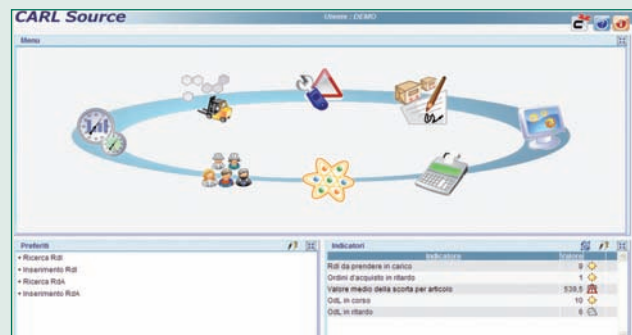 CARL Source
Utente : DEMO
Menu
Preferiti
• Ricerca RdI
• Inserimento RdI
• Ricerca RdA
• Inserimento RdA
Indicatori
Indicatore Valore
RdI da prendere in carico 9
Ordini d'acquisto in ritardo 1
Valore medio della scorta per articolo 539,5
OdL in corso 10
OdL in ritardo 6